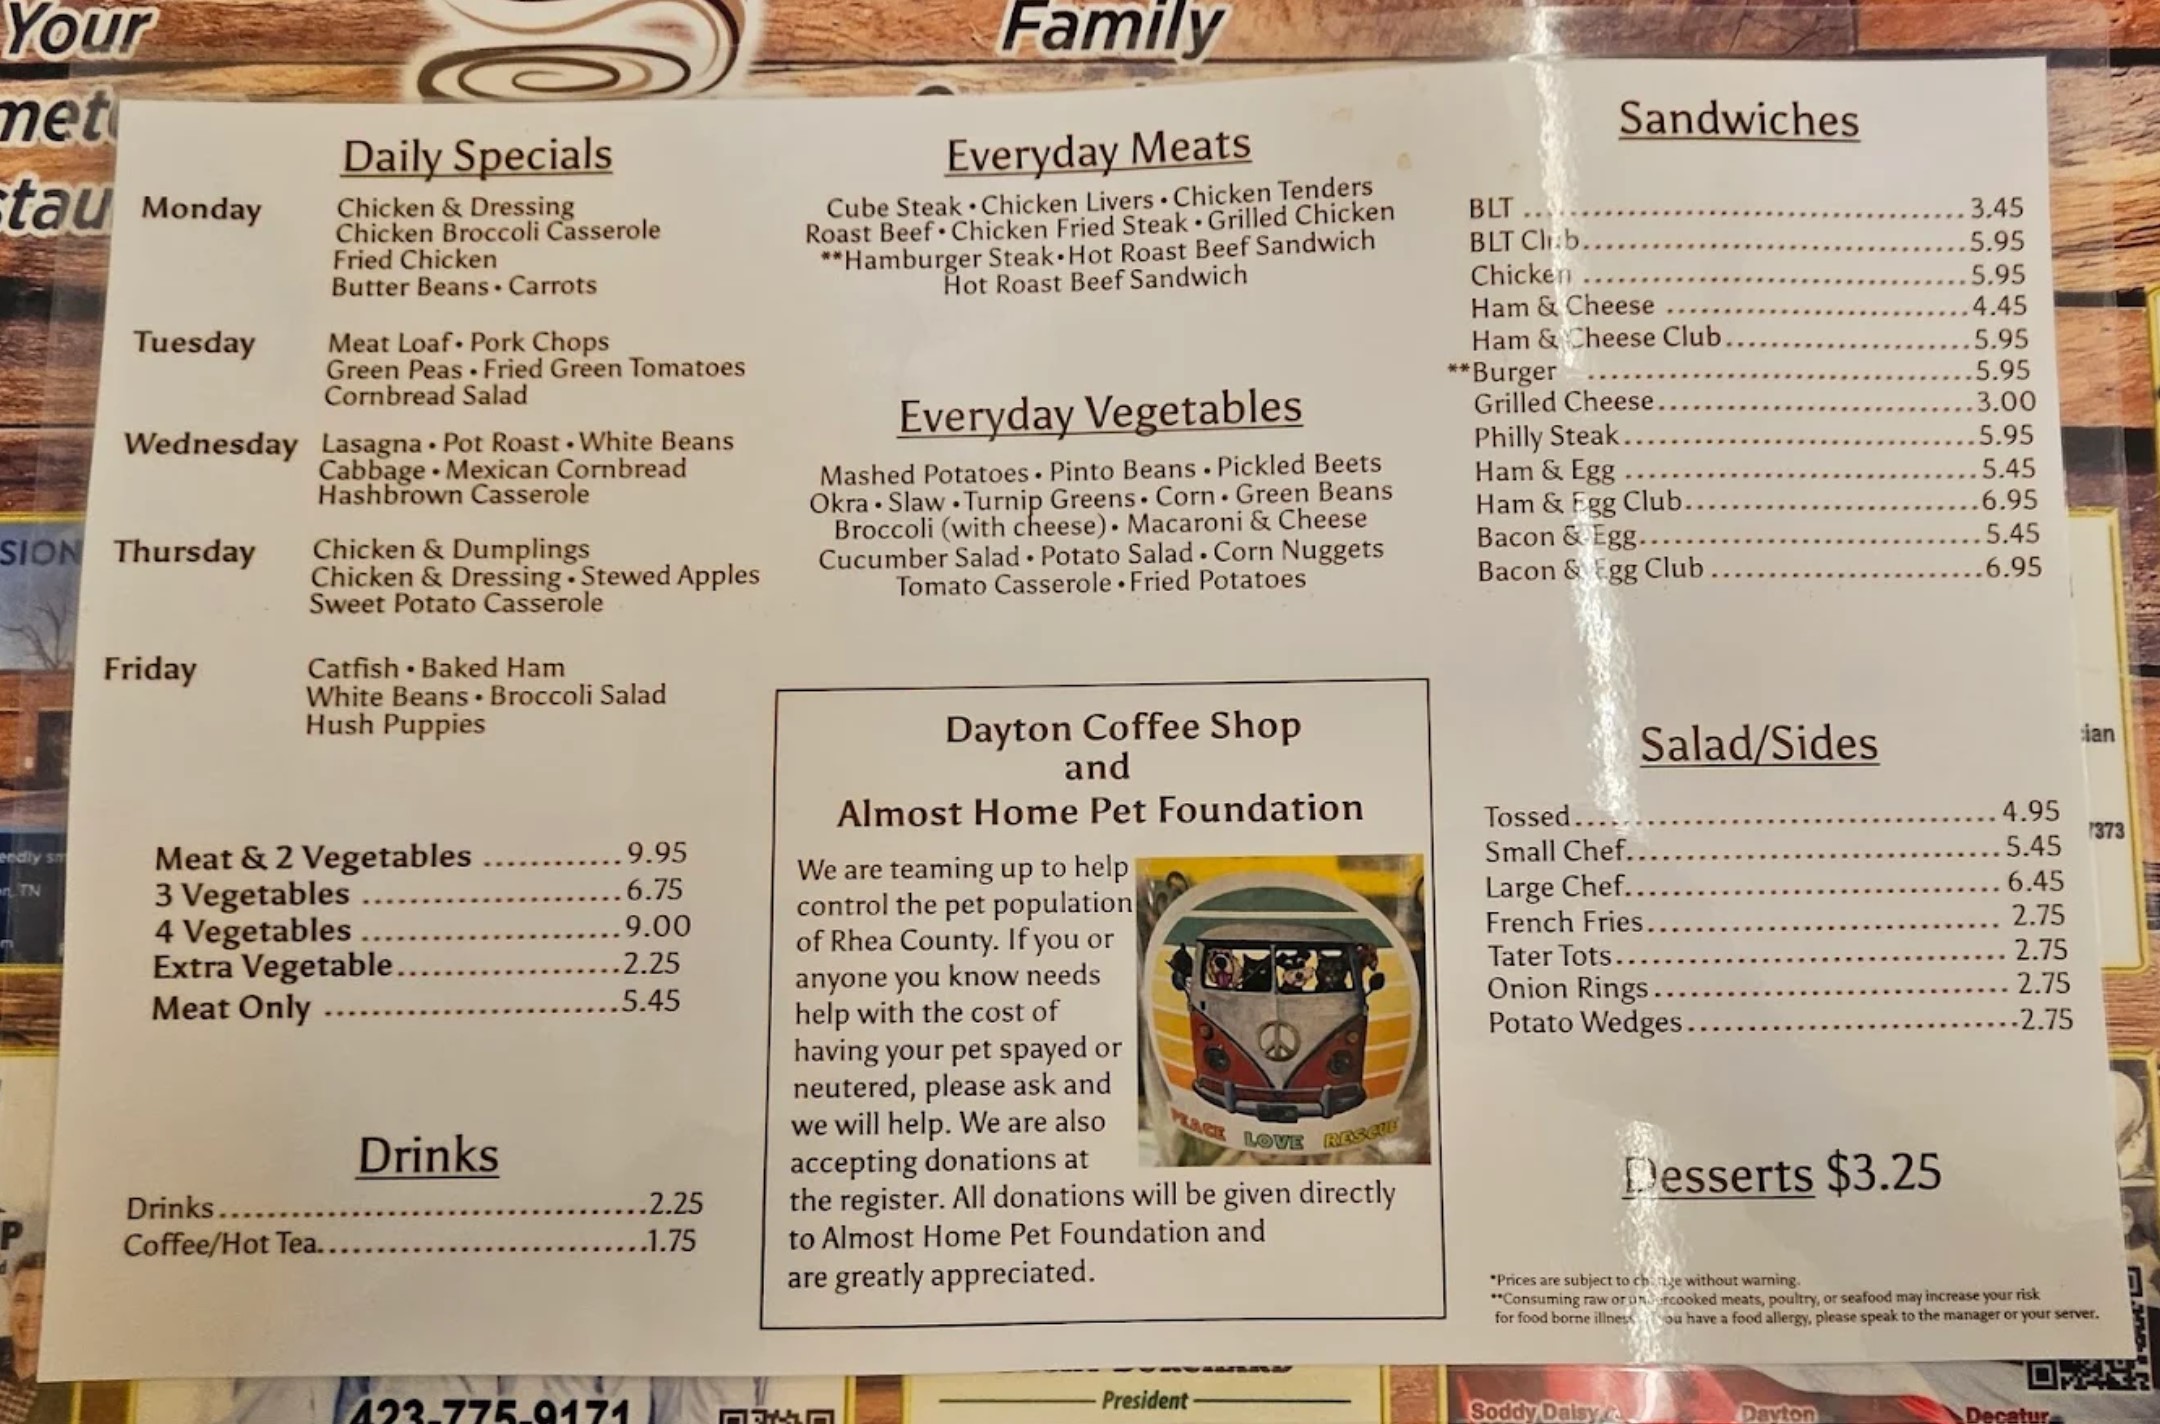 Your
Family
Daily Specials
Monday
Chicken & Dressing
Chicken Broccoli Casserole
Fried Chicken
Butter Beans • Carrots
Tuesday
Meat Loaf • Pork Chops
Green Peas • Fried Green Tomatoes
Cornbread Salad
Wednesday
Lasagna • Pot Roast • White Beans
Cabbage • Mexican Cornbread
Hashbrown Casserole
Thursday
Chicken & Dumplings
Chicken & Dressing • Stewed Apples
Sweet Potato Casserole
Friday
Catfish • Baked Ham
White Beans • Broccoli Salad
Hush Puppies
Meat & 2 Vegetables ............9.95
3 Vegetables .......................6.75
4 Vegetables .......................9.00
Extra Vegetable....................2.25
Meat Only ..........................5.45
Drinks
Drinks......................................2.25
Coffee/Hot Tea.............................1.75
Everyday Meats
Cube Steak • Chicken Livers • Chicken Tenders
Roast Beef • Chicken Fried Steak • Grilled Chicken
**Hamburger Steak • Hot Roast Beef Sandwich
Hot Roast Beef Sandwich
Everyday Vegetables
Mashed Potatoes • Pinto Beans • Pickled Beets
Okra • Slaw • Turnip Greens • Corn • Green Beans
Broccoli (with cheese) • Macaroni & Cheese
Cucumber Salad • Potato Salad • Corn Nuggets
Tomato Casserole • Fried Potatoes
Dayton Coffee Shop
and
Almost Home Pet Foundation
We are teaming up to help
control the pet population
of Rhea County. If you or
anyone you know needs
help with the cost of
having your pet spayed or
neutered, please ask and
we will help. We are also
accepting donations at
the register. All donations will be given directly
to Almost Home Pet Foundation and
are greatly appreciated.
PEACE LOVE RESCUE
Sandwiches
BLT ..........................................3.45
BLT Club.....................................5.95
Chicken .....................................5.95
Ham & Cheese ................................4.45
Ham & Cheese Club............................5.95
**Burger ....................................5.95
Grilled Cheese...............................3.00
Philly Steak.................................5.95
Ham & Egg ...................................5.45
Ham & Egg Club...............................6.95
Bacon & Egg..................................5.45
Bacon & Egg Club ............................6.95
Salad/Sides
Tossed.......................................4.95
Small Chef...................................5.45
Large Chef...................................6.45
French Fries.................................2.75
Tater Tots...................................2.75
Onion Rings..................................2.75
Potato Wedges................................2.75
Desserts $3.25
*Prices are subject to change without warning.
**Consuming raw or undercooked meats, poultry, or seafood may increase your risk
for food borne illness. If you have a food allergy, please speak to the manager or your server.
423-775-9171
President
Soddy Daisy
Dayton
Decatur
TN
7373